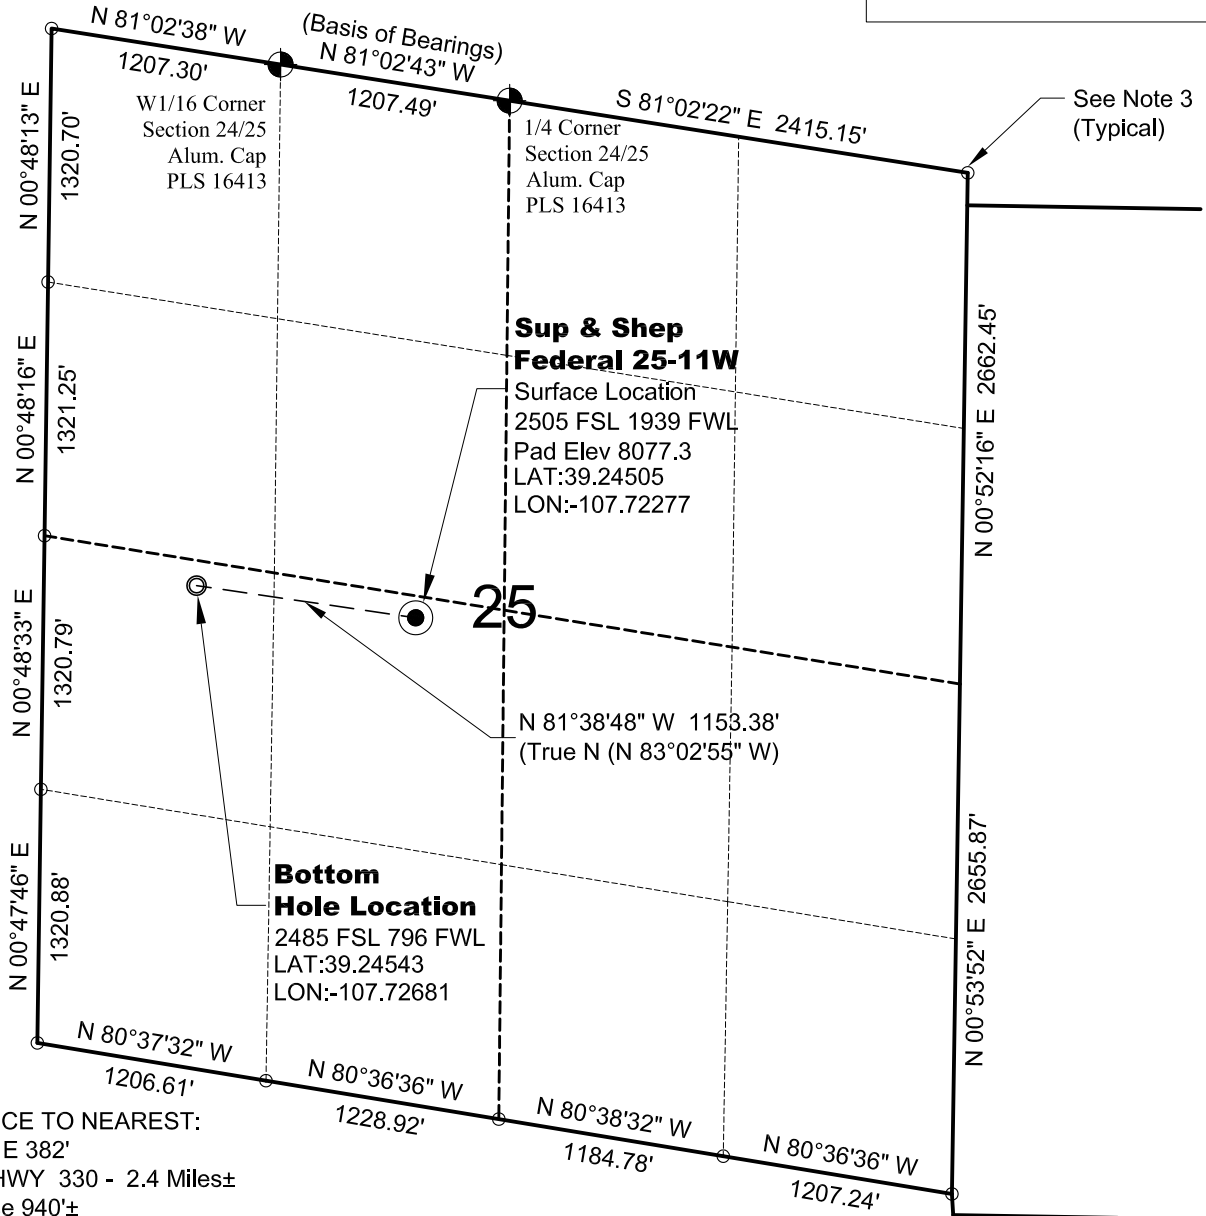 N 81°02'38" W
1207.30'
(Basis of Bearings)
N 81°02'43" W
1207.49'
S 81°02'22" E 2415.15'
See Note 3
(Typical)
W1/16 Corner
Section 24/25
Alum. Cap
PLS 16413
1/4 Corner
Section 24/25
Alum. Cap
PLS 16413
N 00°48'13" E
1320.70'
N 00°48'16" E
1321.25'
Sup & Shep
Federal 25-11W
Surface Location
2505 FSL 1939 FWL
Pad Elev 8077.3
LAT:39.24505
LON:-107.72277
N 00°52'16" E 2662.45'
25
N 00°48'33" E
1320.79'
N 81°38'48" W 1153.38'
(True N (N 83°02'55" W)
N 00°47'46" E
1320.88'
Bottom
Hole Location
2485 FSL 796 FWL
LAT:39.24543
LON:-107.72681
N 00°53'52" E 2655.87'
N 80°37'32" W
1206.61'
N 80°36'36" W
1228.92'
N 80°38'32" W
1184.78'
N 80°36'36" W
1207.24'
CE TO NEAREST:
E 382'
HWY 330 - 2.4 Miles±
e 940'±